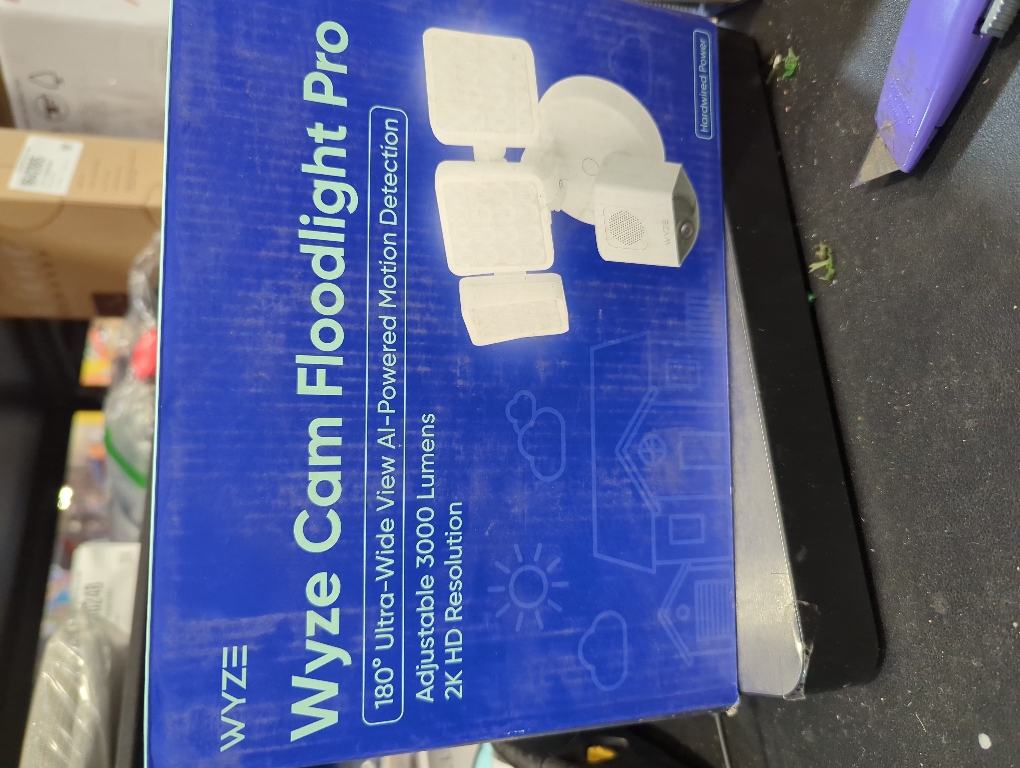 WYZE
Wyze Cam Floodlight Pro
180° Ultra-Wide View AI-Powered Motion Detection
Adjustable 3000 Lumens
2K HD Resolution
WYZE
Hardwired Power